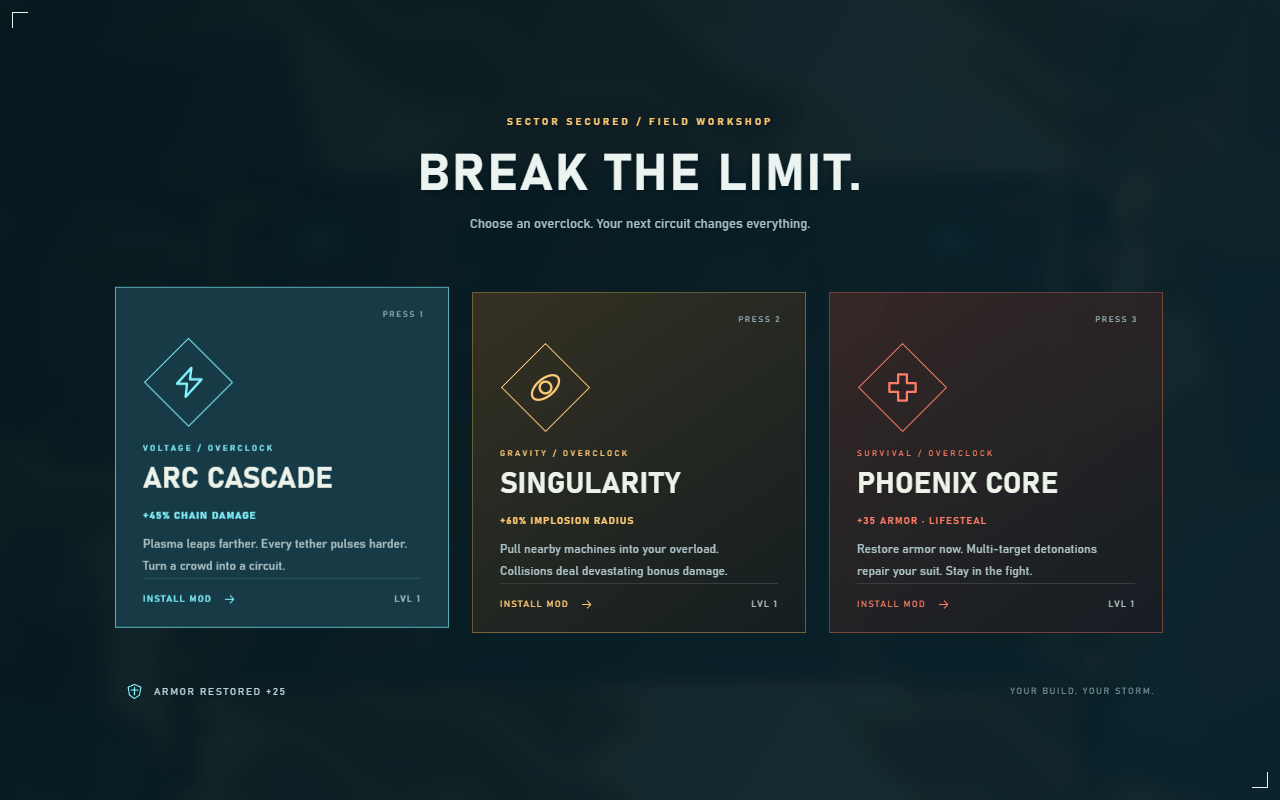 SECTOR SECURED / FIELD WORKSHOP
BREAK THE LIMIT.
Choose an overclock. Your next circuit changes everything.
PRESS 1
VOLTAGE / OVERCLOCK
ARC CASCADE
+45% CHAIN DAMAGE
Plasma leaps farther. Every tether pulses harder.
Turn a crowd into a circuit.
INSTALL MOD → LVL 1
PRESS 2
GRAVITY / OVERCLOCK
SINGULARITY
+60% IMPLOSION RADIUS
Pull nearby machines into your overload.
Collisions deal devastating bonus damage.
INSTALL MOD → LVL 1
PRESS 3
SURVIVAL / OVERCLOCK
PHOENIX CORE
+35 ARMOR · LIFESTEAL
Restore armor now. Multi-target detonations
repair your suit. Stay in the fight.
INSTALL MOD → LVL 1
ARMOR RESTORED +25
YOUR BUILD. YOUR STORM.